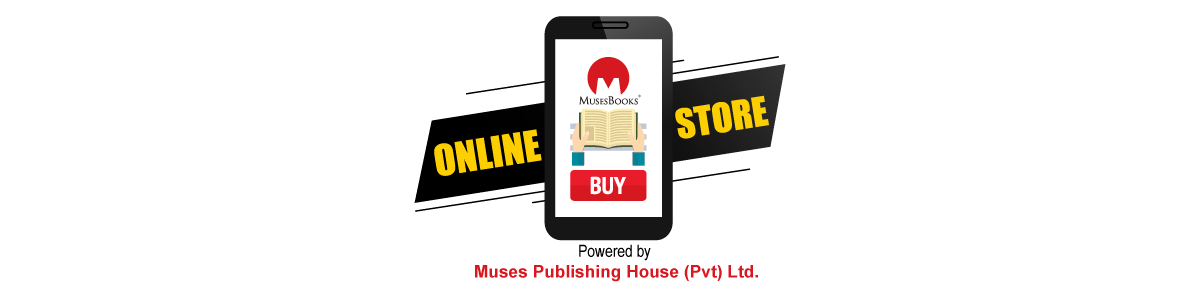 MUSESBOOKS+
ONLINE STORE
BUY
Powered by
Muses Publishing House (Pvt) Ltd.